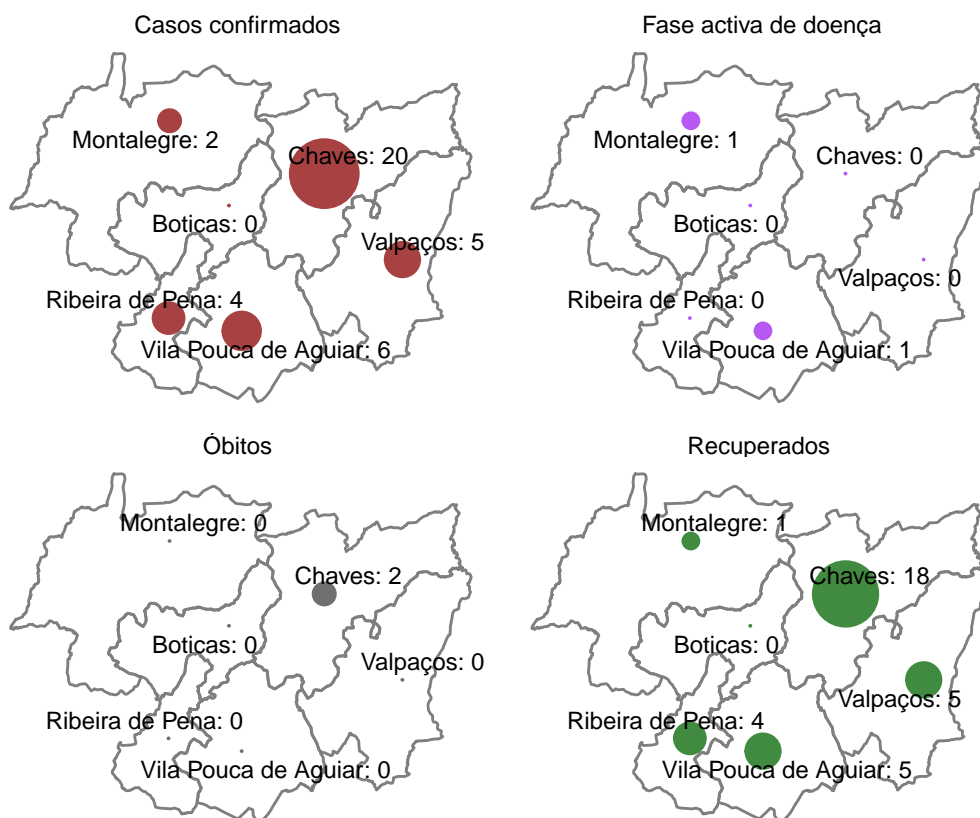 Casos confirmados
Montalegre: 2
Chaves: 20
Boticas: 0
Valpaços: 5
Ribeira de Pena: 4
Vila Pouca de Aguiar: 6
Fase activa de doença
Montalegre: 1
Chaves: 0
Boticas: 0
Valpaços: 0
Ribeira de Pena: 0
Vila Pouca de Aguiar: 1
Óbitos
Montalegre: 0
Chaves: 2
Boticas: 0
Valpaços: 0
Ribeira de Pena: 0
Vila Pouca de Aguiar: 0
Recuperados
Montalegre: 1
Chaves: 18
Boticas: 0
Valpaços: 5
Ribeira de Pena: 4
Vila Pouca de Aguiar: 5